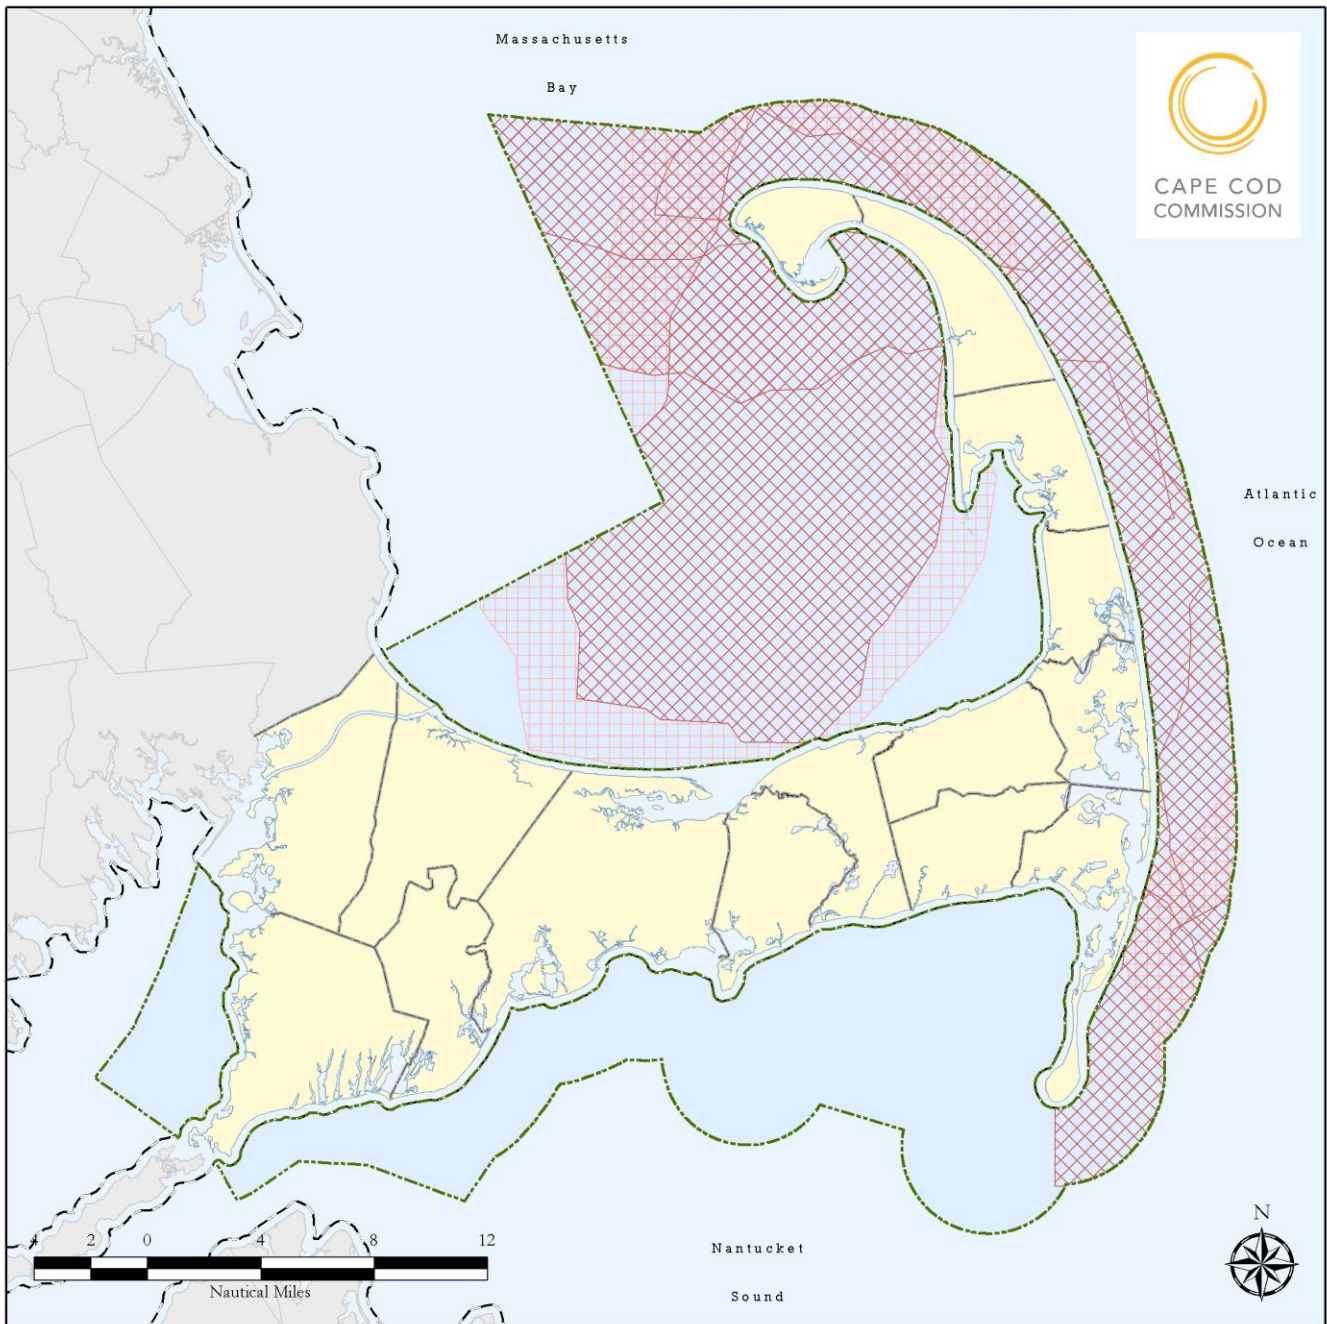 Massachusetts
Bay
CAPE COD
COMMISSION
Atlantic
Ocean
N
4 2 0 4 8 12
Nautical Miles
Nantucket
Sound